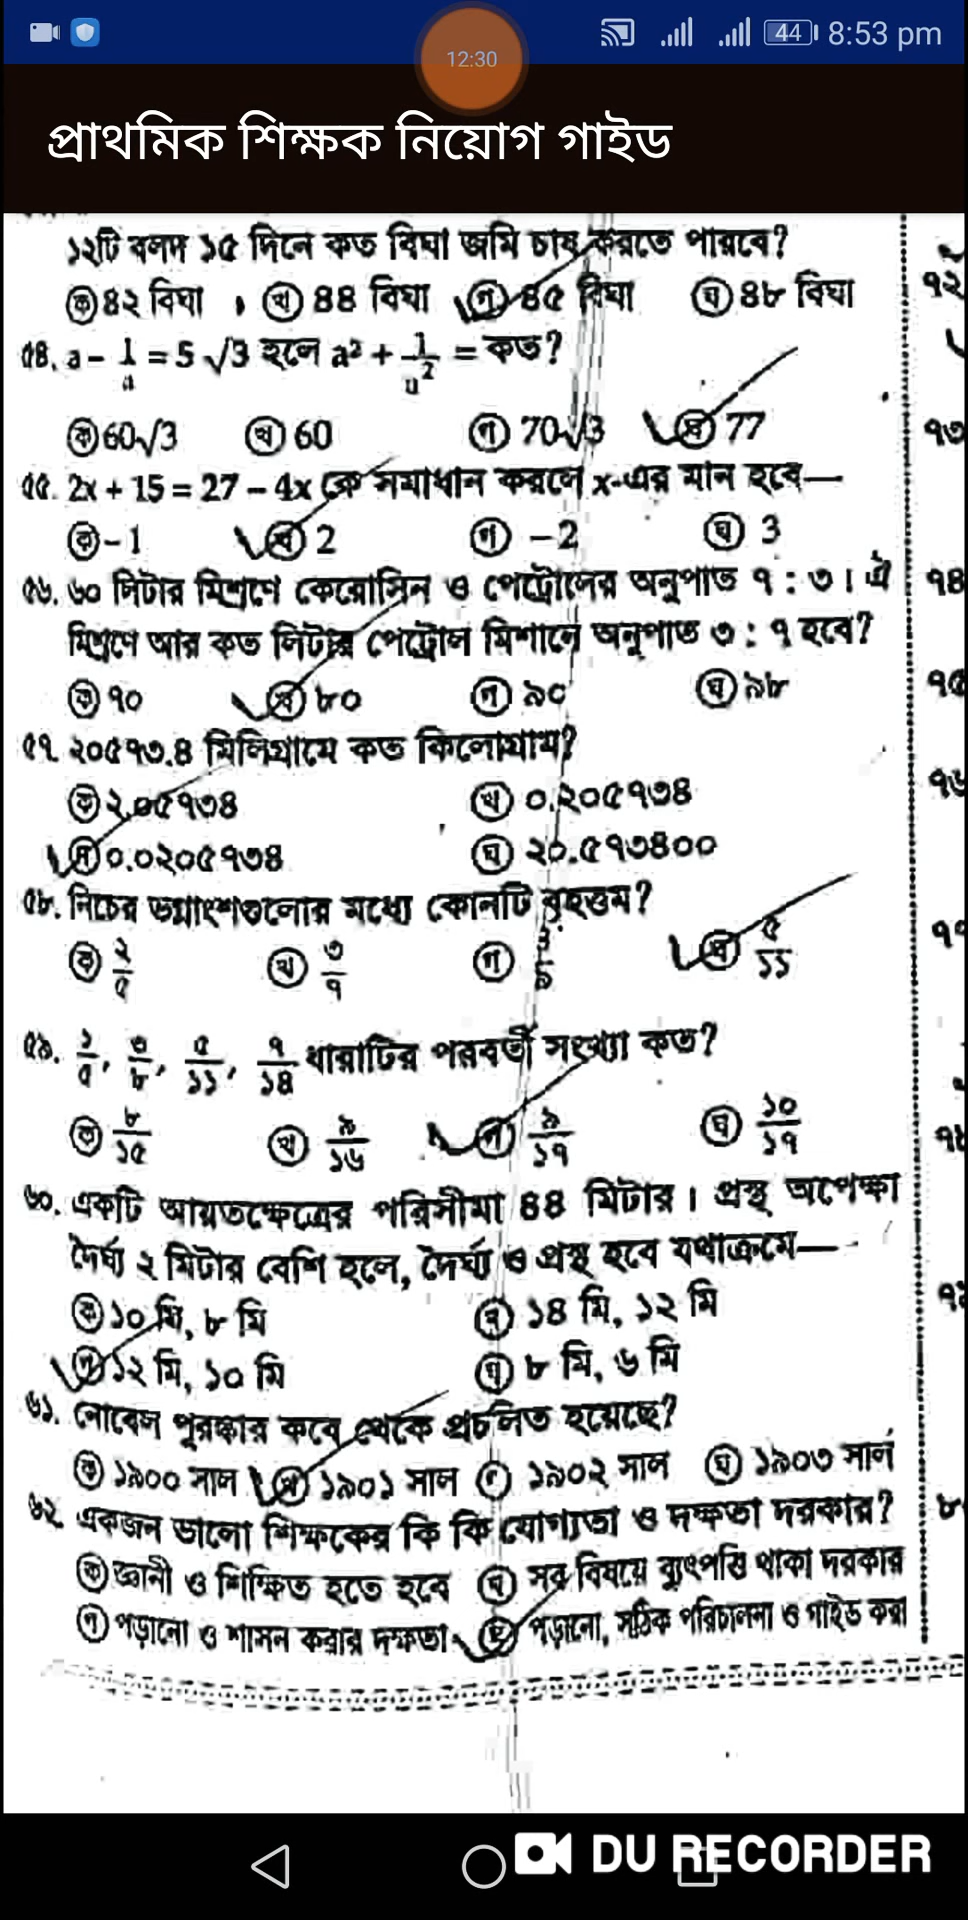 12:30
44 8:53 pm
প্রাথমিক শিক্ষক নিয়োগ গাইড
১২টি বলদ ১৫ দিনে কত বিঘা জমি চাষ করতে পারবে?
ক ৪২ বিঘা খ ৪৪ বিঘা গ ৪৫ বিঘা ঘ ৪৮ বিঘা
৫৪. a – 1/a = 5 √3 হলে a² + 1/a² = কত?
ক 60√3 খ 60 গ 70√3 ঘ 77
৫৫. 2x + 15 = 27 – 4x কে সমাধান করলে x-এর মান হবে—
ক – 1 খ 2 গ – 2 ঘ 3
৫৬. ৬০ লিটার মিশ্রণে কেরোসিন ও পেট্রোলের অনুপাত ৭ : ৩। ঐ
মিশ্রণে আর কত লিটার পেট্রোল মিশালে অনুপাত ৩ : ৭ হবে?
ক ৭০ খ ৮০ গ ৯০ ঘ ৯৮
৫৭. ২০৫৭৩.৪ মিলিগ্রামে কত কিলোগ্রাম?
ক ২.০৫৭৩৪ খ ০.২০৫৭৩৪
গ ০.০২০৫৭৩৪ ঘ ২০.৫৭৩৪০০
৫৮. নিচের ভগ্নাংশগুলোর মধ্যে কোনটি বৃহত্তম?
ক ২/৫ খ ৩/৭ গ ঘ ৫/১১
৫৯. ১/৫, ৩/৮, ৫/১১, ৭/১৪ ধারাটির পরবর্তী সংখ্যা কত?
ক ৮/১৫ খ ৯/১৬ গ ৯/১৭ ঘ ১০/১৭
৬০. একটি আয়তক্ষেত্রের পরিসীমা ৪৪ মিটার। প্রস্থ অপেক্ষা
দৈর্ঘ্য ২ মিটার বেশি হলে, দৈর্ঘ্য ও প্রস্থ হবে যথাক্রমে—
ক ১০ মি, ৮ মি খ ১৪ মি, ১২ মি
গ ১২ মি, ১০ মি ঘ ৮ মি, ৬ মি
৬১. নোবেল পুরস্কার কবে থেকে প্রচলিত হয়েছে?
ক ১৯০০ সাল খ ১৯০১ সাল গ ১৯০২ সাল ঘ ১৯০৩ সাল
৬২. একজন ভালো শিক্ষকের কি কি যোগ্যতা ও দক্ষতা দরকার?
ক জ্ঞানী ও শিক্ষিত হতে হবে খ সব বিষয়ে ব্যুৎপত্তি থাকা দরকার
গ পড়ানো ও শাসন করার দক্ষতা ঘ পড়ানো, সঠিক পরিচালনা ও গাইড করা
৭২
৭৩
৭৪
৭৫
DU RECORDER